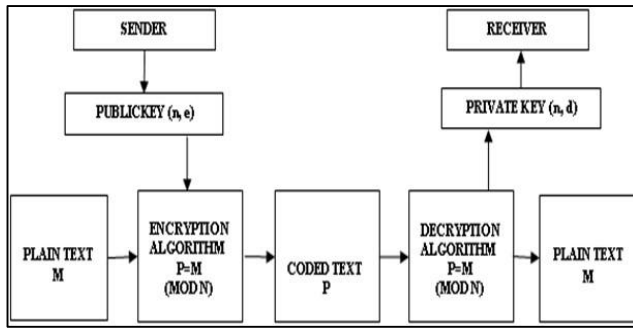 SENDER
RECEIVER
PUBLICKEY (n, e)
PRIVATE KEY (n, d)
PLAIN TEXT
M
ENCRYPTION
ALGORITHM
P=M
(MOD N)
CODED TEXT
P
DECRYPTION
ALGORITHM
P=M
(MOD N)
PLAIN TEXT
M